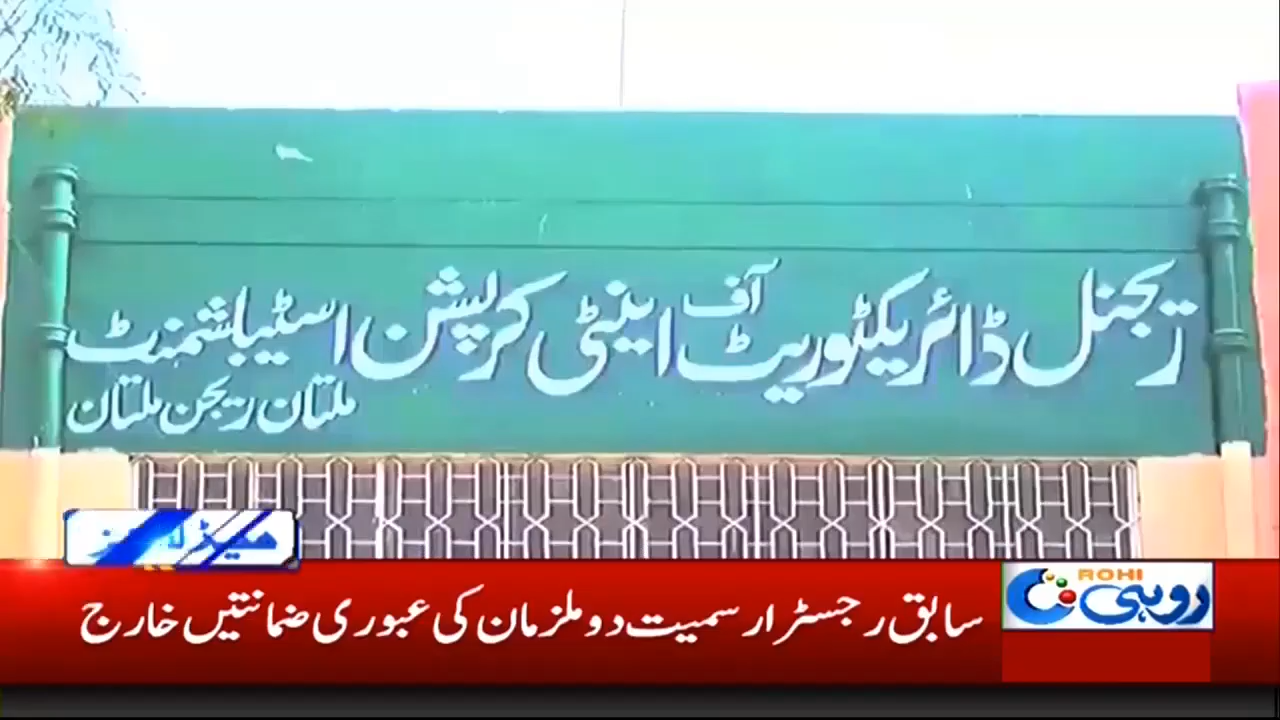 ریجنل ڈائریکٹوریٹ آف اینٹی کرپشن اسٹیبلشمنٹ
ملتان ریجن ملتان
ROHI
روہی
سابق رجسٹرار سمیت دو ملزمان کی عبوری ضمانتیں خارج